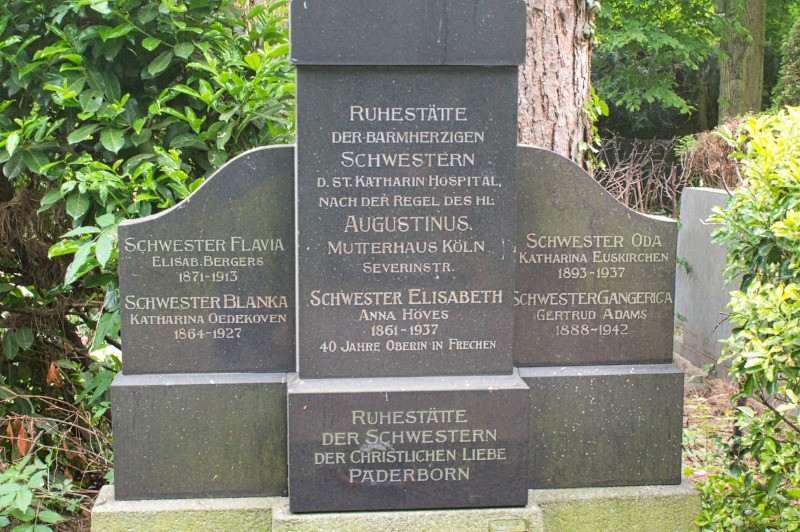 RUHESTÄTTE
DER BARMHERZIGEN
SCHWESTERN
D. ST. KATHARIN HOSPITAL,
NACH DER REGEL DES HL:
AUGUSTINUS.
MUTTERHAUS KÖLN
SEVERINSTR.
SCHWESTER ELISABETH
ANNA HÖVES
1861-1937
40 JAHRE OBERIN IN FRECHEN
SCHWESTER FLAVIA
ELISAB. BERGERS
1871-1913
SCHWESTER BLANKA
KATHARINA OEDEKOVEN
1864-1927
SCHWESTER ODA
KATHARINA EUSKIRCHEN
1893-1937
SCHWESTER GANGERICA
GERTRUD ADAMS
1888-1942
RUHESTÄTTE
DER SCHWESTERN
DER CHRISTLICHEN LIEBE
PADERBORN